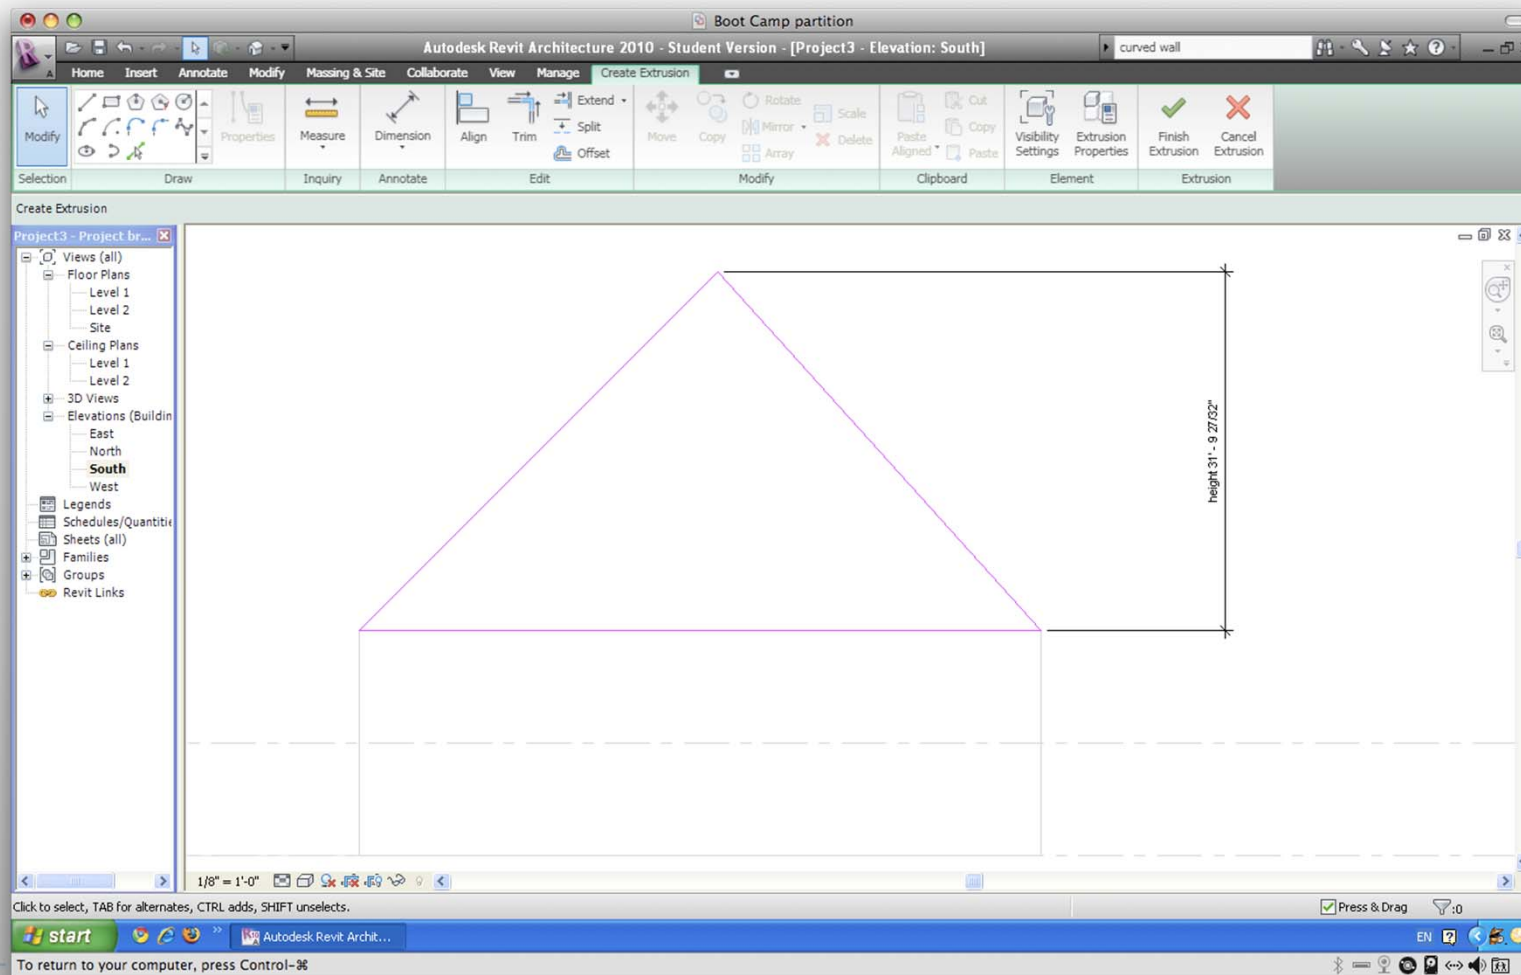 Boot Camp partition
Autodesk Revit Architecture 2010 - Student Version - [Project3 - Elevation: South]
curved wall
Home Insert Annotate Modify Massing & Site Collaborate View Manage Create Extrusion
Modify
Properties
Measure
Dimension
Align
Trim
Extend
Split
Offset
Move
Copy
Rotate
Mirror
Array
Scale
Delete
Paste Aligned
Cut
Copy
Paste
Visibility Settings
Extrusion Properties
Finish Extrusion
Cancel Extrusion
Selection Draw Inquiry Annotate Edit Modify Clipboard Element Extrusion
Create Extrusion
Project3 - Project br...
Views (all)
Floor Plans
Level 1
Level 2
Site
Ceiling Plans
Level 1
Level 2
3D Views
Elevations (Buildin
East
North
South
West
Legends
Schedules/Quantitie
Sheets (all)
Families
Groups
Revit Links
height 31' - 9 27/32"
1/8" = 1'-0"
Click to select, TAB for alternates, CTRL adds, SHIFT unselects.
Press & Drag
:0
start
Autodesk Revit Archit...
EN
To return to your computer, press Control-⌘